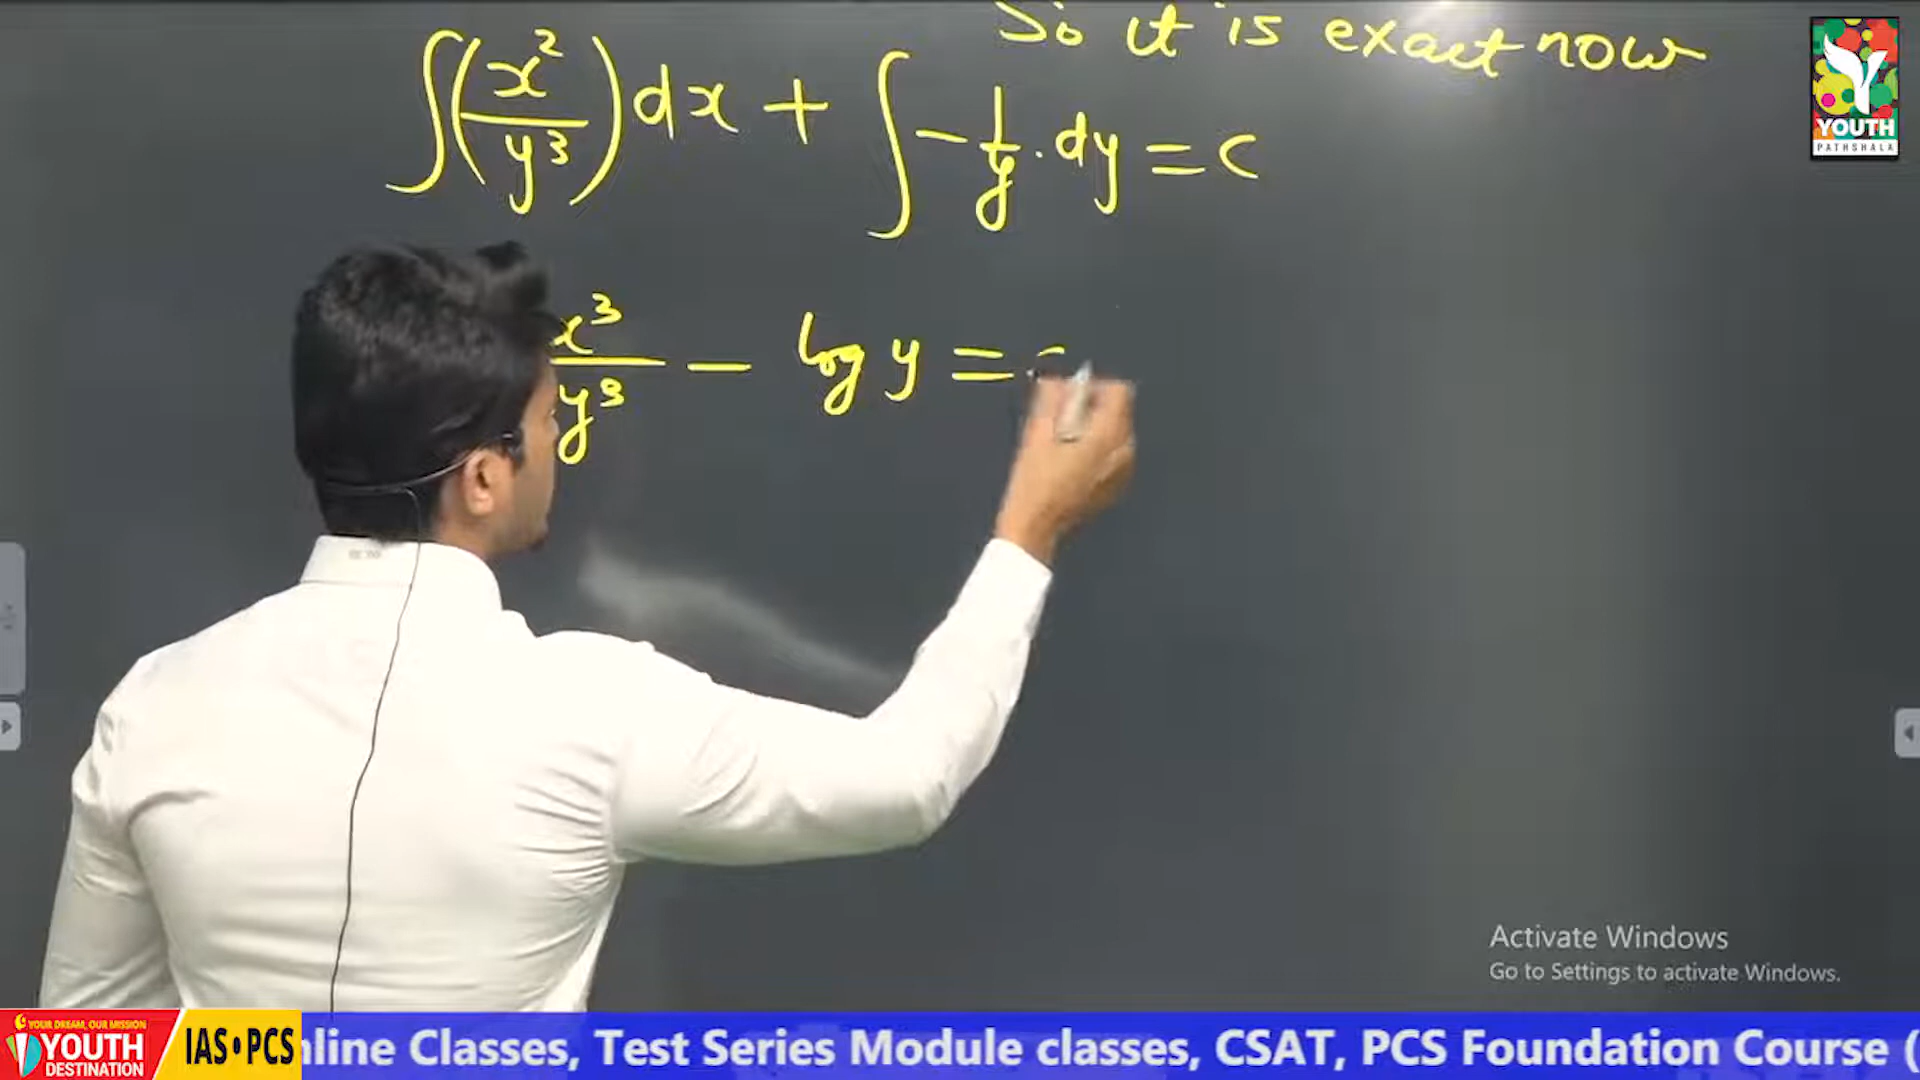 So it is exact now
∫(x²/y³)dx + ∫-1/y.dy = c
x³/y³ - log y =
YOUTH
PATHSHALA
Activate Windows
Go to Settings to activate Windows.
YOUR DREAM, OUR MISSION
YOUTH
DESTINATION
IAS•PCS
nline Classes, Test Series Module classes, CSAT, PCS Foundation Course (